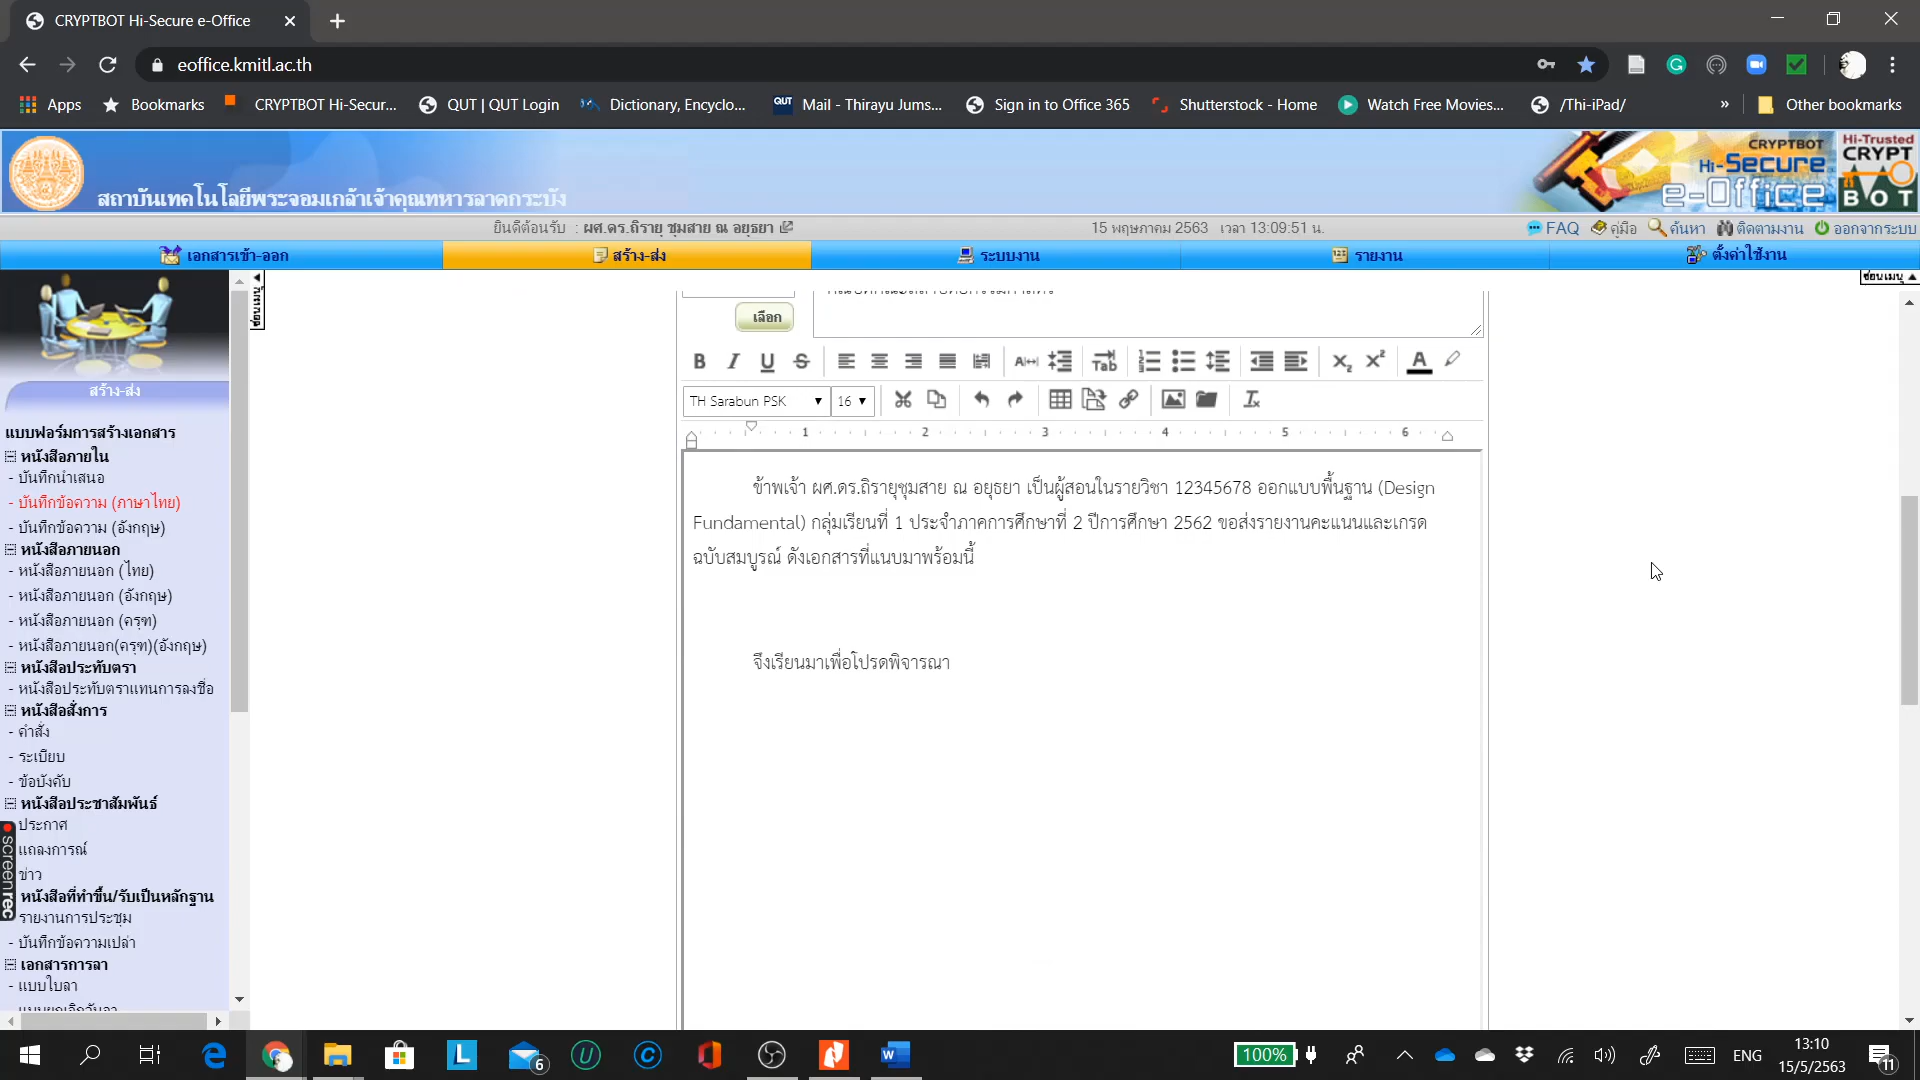 CRYPTBOT Hi-Secure e-Office
eoffice.kmitl.ac.th
Apps
Bookmarks
CRYPTBOT Hi-Secur...
QUT | QUT Login
Dictionary, Encyclo...
QUT
Mail - Thirayu Jums...
Sign in to Office 365
Shutterstock - Home
Watch Free Movies...
/Thi-iPad/
»
Other bookmarks
สถาบันเทคโนโลยีพระจอมเกล้าเจ้าคุณทหารลาดกระบัง
CRYPTBOT
Hi-Secure
e-Office
Hi-Trusted
CRYPT
BOT
ยินดีต้อนรับ : ผศ.ดร.ถิรายุ ชุมสาย ณ อยุธยา
15 พฤษภาคม 2563 เวลา 13:09:51 น.
FAQ
คู่มือ
ค้นหา
ติดตามงาน
ออกจากระบบ
เอกสารเข้า-ออก
สร้าง-ส่ง
ระบบงาน
รายงาน
ตั้งค่าใช้งาน
ซ่อนเมนู
ซ่อนเมนู
สร้าง-ส่ง
แบบฟอร์มการสร้างเอกสาร
หนังสือภายใน
- บันทึกนำเสนอ
- บันทึกข้อความ (ภาษาไทย)
- บันทึกข้อความ (อังกฤษ)
หนังสือภายนอก
- หนังสือภายนอก (ไทย)
- หนังสือภายนอก (อังกฤษ)
- หนังสือภายนอก (ครุฑ)
- หนังสือภายนอก(ครุฑ)(อังกฤษ)
หนังสือประทับตรา
- หนังสือประทับตราแทนการลงชื่อ
หนังสือสั่งการ
- คำสั่ง
- ระเบียบ
- ข้อบังคับ
หนังสือประชาสัมพันธ์
ประกาศ
แถลงการณ์
ข่าว
หนังสือที่ทำขึ้น/รับเป็นหลักฐาน
รายงานการประชุม
- บันทึกข้อความเปล่า
เอกสารการลา
- แบบใบลา
screenrec
เลือก
B I U S
Tab
TH Sarabun PSK
16
1 2 3 4 5 6
ข้าพเจ้า ผศ.ดร.ถิรายุชุมสาย ณ อยุธยา เป็นผู้สอนในรายวิชา 12345678 ออกแบบพื้นฐาน (Design
Fundamental) กลุ่มเรียนที่ 1 ประจำภาคการศึกษาที่ 2 ปีการศึกษา 2562 ขอส่งรายงานคะแนนและเกรด
ฉบับสมบูรณ์ ดังเอกสารที่แนบมาพร้อมนี้
จึงเรียนมาเพื่อโปรดพิจารณา
6
100%
ENG
13:10
15/5/2563
11